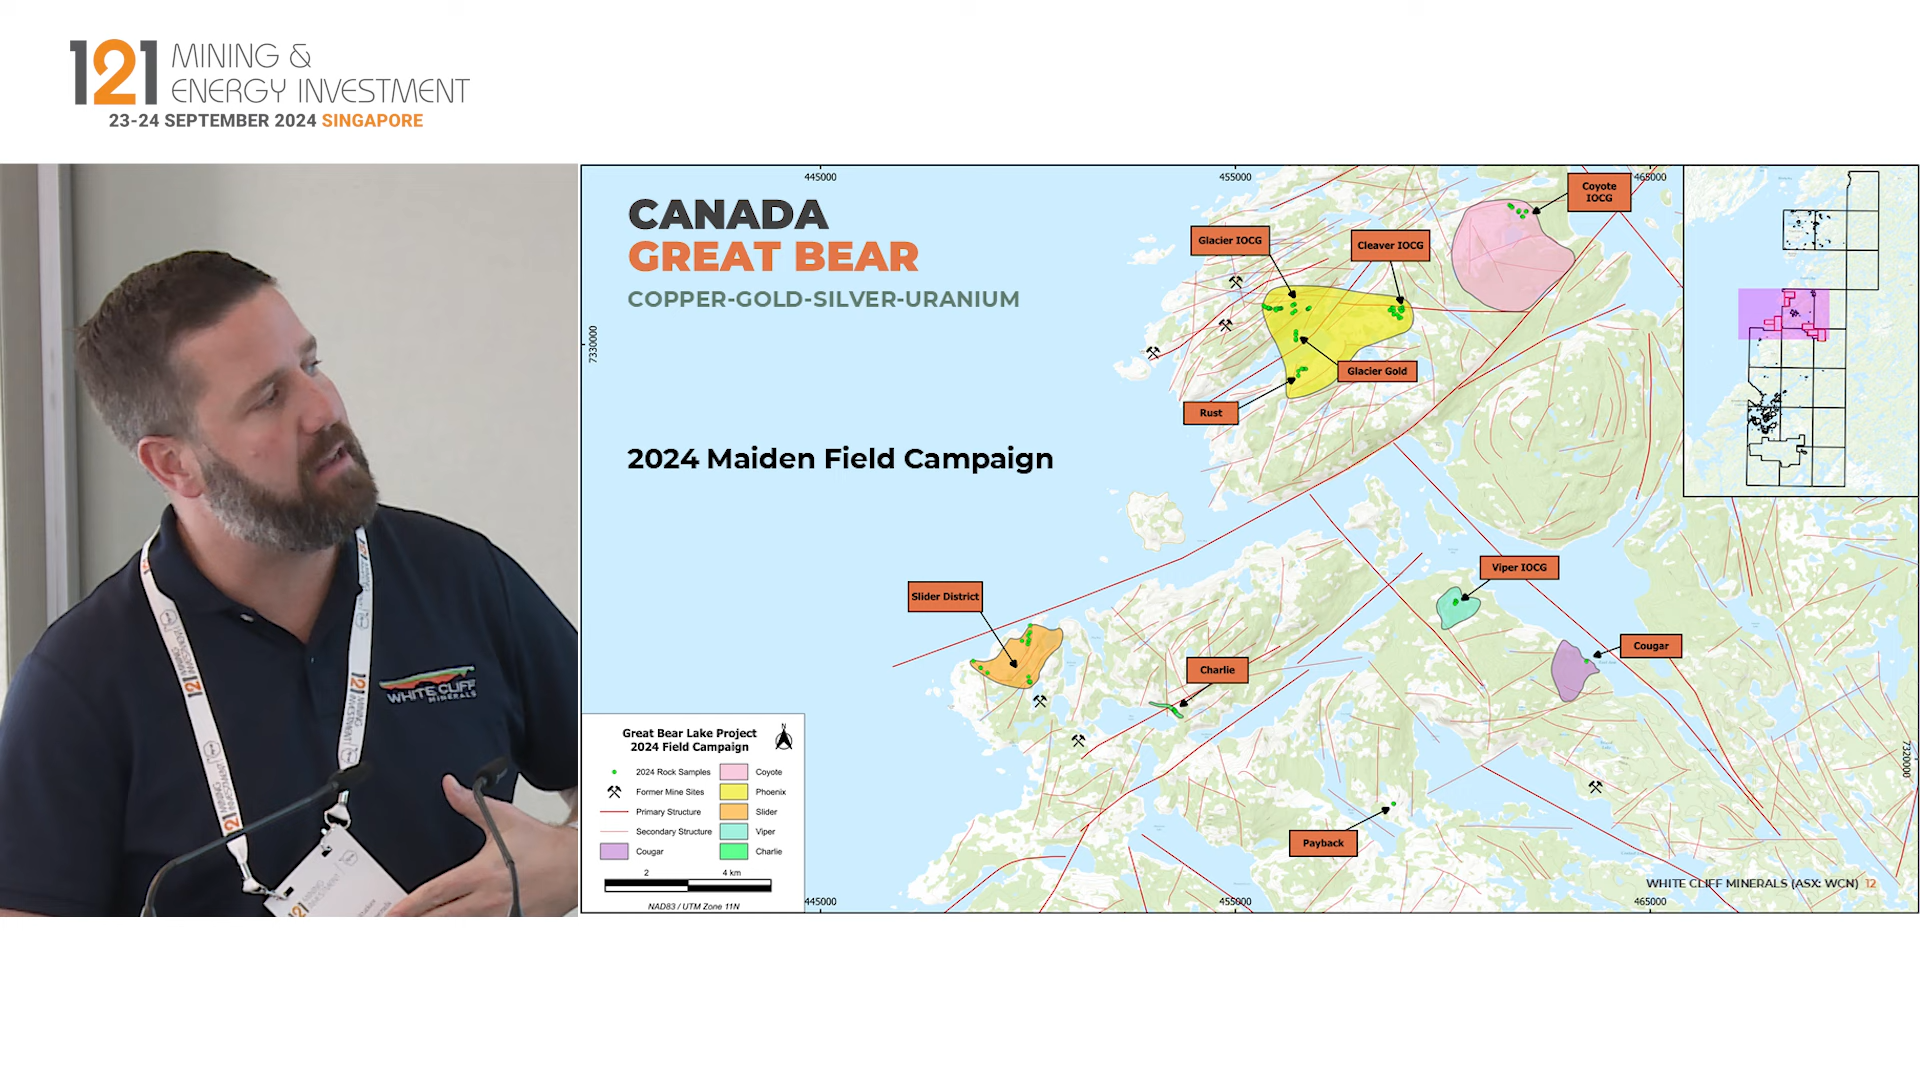 121 MINING &
ENERGY INVESTMENT
23-24 SEPTEMBER 2024 SINGAPORE
CANADA
GREAT BEAR
COPPER-GOLD-SILVER-URANIUM
2024 Maiden Field Campaign
445000
455000
465000
7330000
Coyote
IOCG
Glacier IOCG
Cleaver IOCG
Glacier Gold
Rust
Viper IOCG
Slider District
Cougar
Charlie
Payback
7320000
Great Bear Lake Project
2024 Field Campaign
N
2024 Rock Samples
Coyote
Former Mine Sites
Phoenix
Primary Structure
Slider
Secondary Structure
Viper
Cougar
Charlie
2
4 km
NAD83 / UTM Zone 11N
445000
455000
465000
WHITE CLIFF MINERALS (ASX: WCN) 12
WHITE CLIFF
MINERALS
121
MINING
INVESTMENT